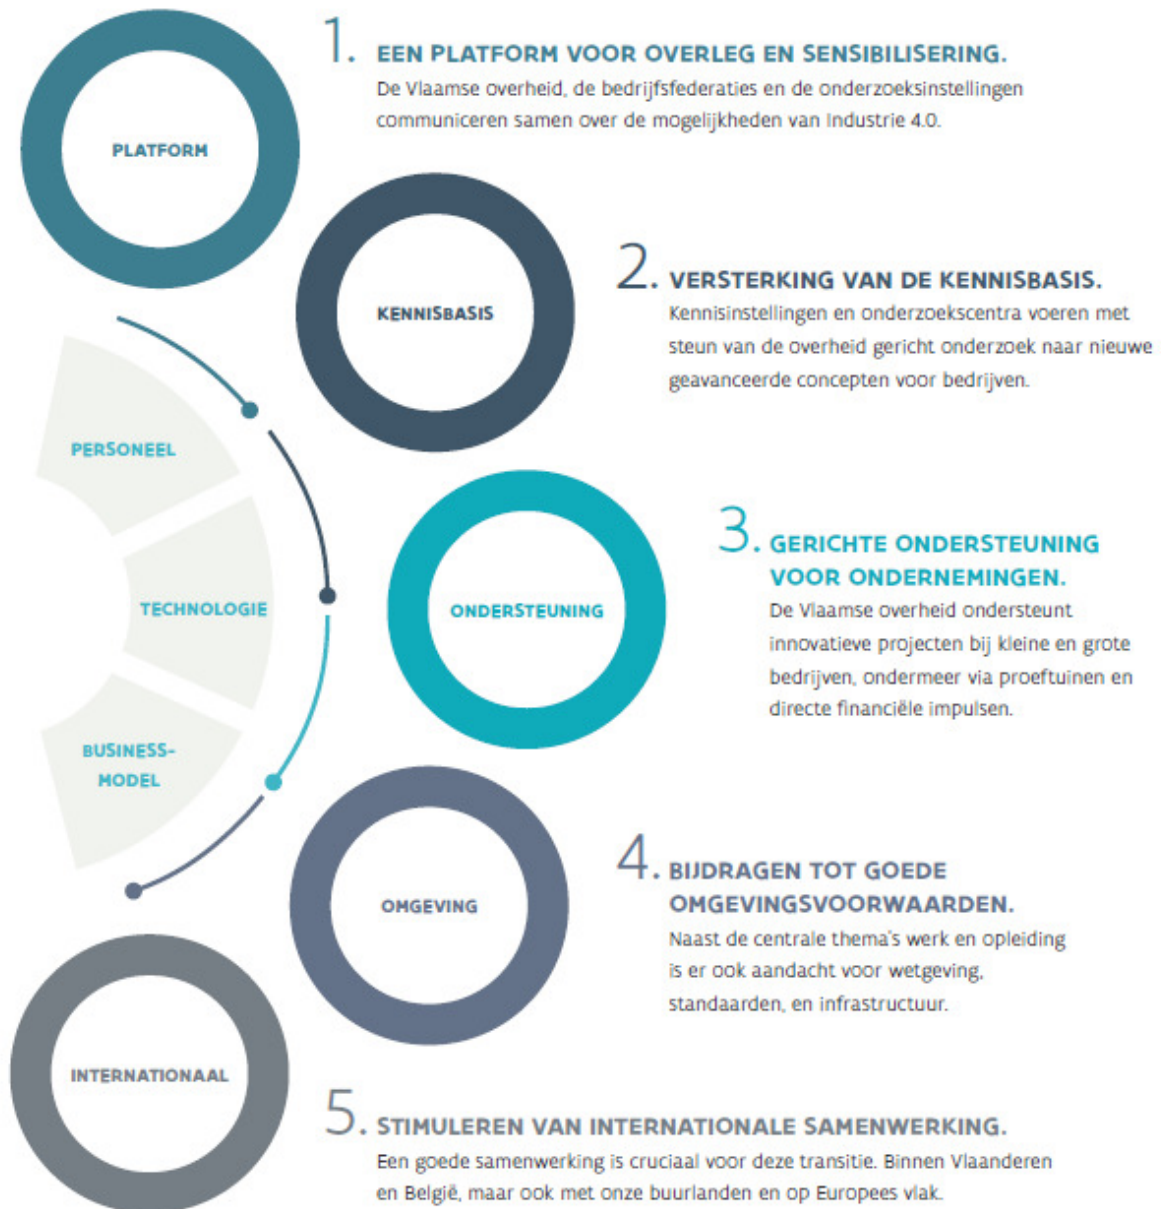 PLATFORM
1. EEN PLATFORM VOOR OVERLEG EN SENSIBILISERING.
De Vlaamse overheid, de bedrijfsfederaties en de onderzoeksinstellingen
communiceren samen over de mogelijkheden van Industrie 4.0.
KENNISBASIS
2. VERSTERKING VAN DE KENNISBASIS.
Kennisinstellingen en onderzoekscentra voeren met
steun van de overheid gericht onderzoek naar nieuwe
geavanceerde concepten voor bedrijven.
PERSONEEL
TECHNOLOGIE
BUSINESS-
MODEL
ONDERSTEUNING
3. GERICHTE ONDERSTEUNING
VOOR ONDERNEMINGEN.
De Vlaamse overheid ondersteunt
innovatieve projecten bij kleine en grote
bedrijven, ondermeer via proeftuinen en
directe financiële impulsen.
OMGEVING
4. BIJDRAGEN TOT GOEDE
OMGEVINGSVOORWAARDEN.
Naast de centrale thema's werk en opleiding
is er ook aandacht voor wetgeving,
standaarden, en infrastructuur.
INTERNATIONAAL
5. STIMULEREN VAN INTERNATIONALE SAMENWERKING.
Een goede samenwerking is cruciaal voor deze transitie. Binnen Vlaanderen
en België, maar ook met onze buurlanden en op Europees vlak.